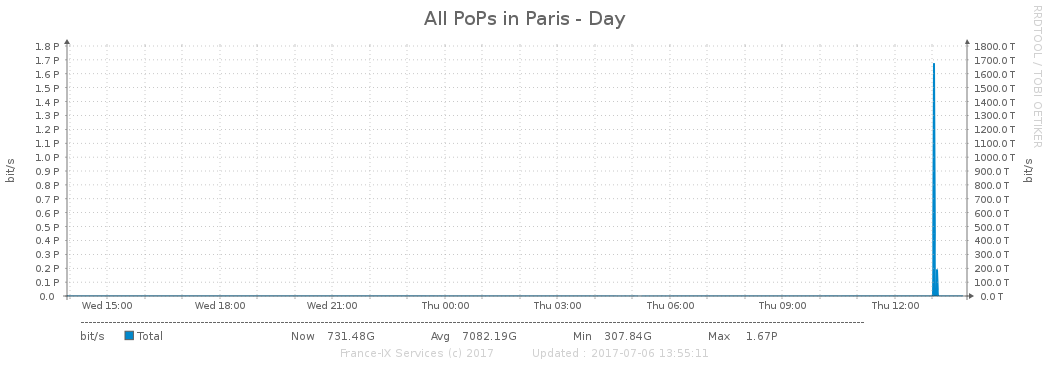 All PoPs in Paris - Day
RRDTOOL / TOBI OETIKER
bit/s
1.8 P
1.7 P
1.6 P
1.5 P
1.4 P
1.3 P
1.2 P
1.1 P
1.0 P
0.9 P
0.8 P
0.7 P
0.6 P
0.5 P
0.4 P
0.3 P
0.2 P
0.1 P
0.0
1800.0 T
1700.0 T
1600.0 T
1500.0 T
1400.0 T
1300.0 T
1200.0 T
1100.0 T
1000.0 T
900.0 T
800.0 T
700.0 T
600.0 T
500.0 T
400.0 T
300.0 T
200.0 T
100.0 T
0.0 T
bit/s
Wed 15:00 Wed 18:00 Wed 21:00 Thu 00:00 Thu 03:00 Thu 06:00 Thu 09:00 Thu 12:00
bit/s Total Now 731.48G Avg 7082.19G Min 307.84G Max 1.67P
France-IX Services (c) 2017 Updated : 2017-07-06 13:55:11